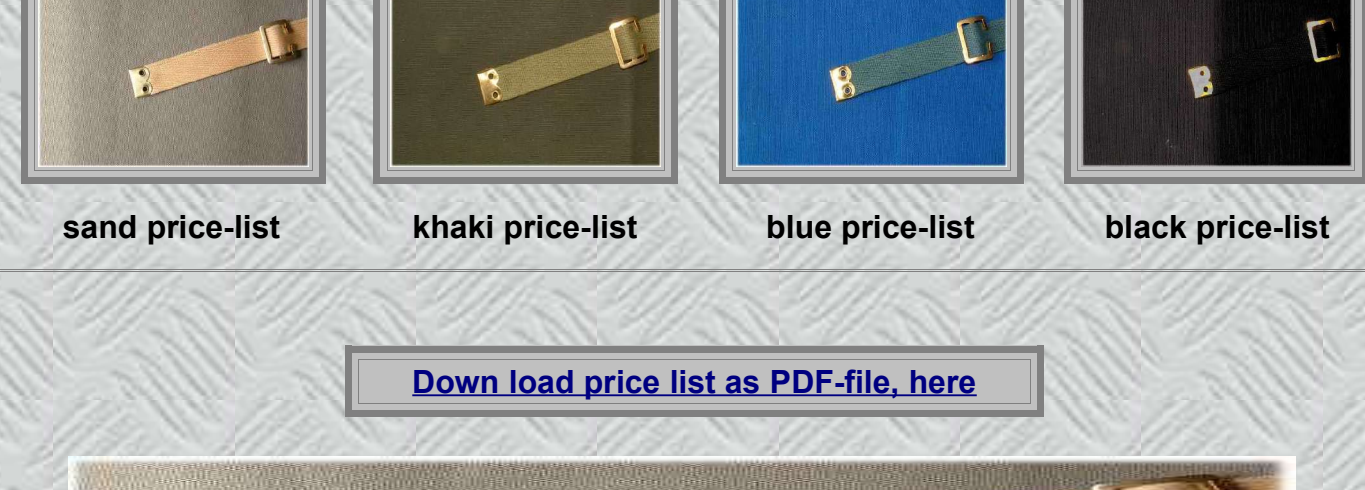 sand price-list khaki price-list blue price-list black price-list
Down load price list as PDF-file, here